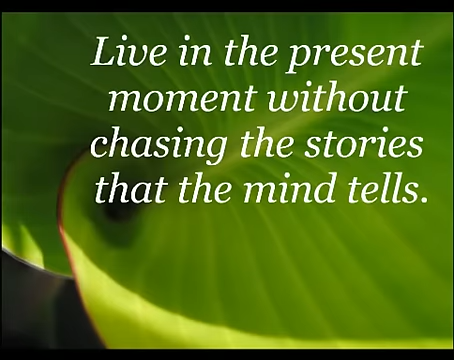 Live in the present
moment without
chasing the stories
that the mind tells.